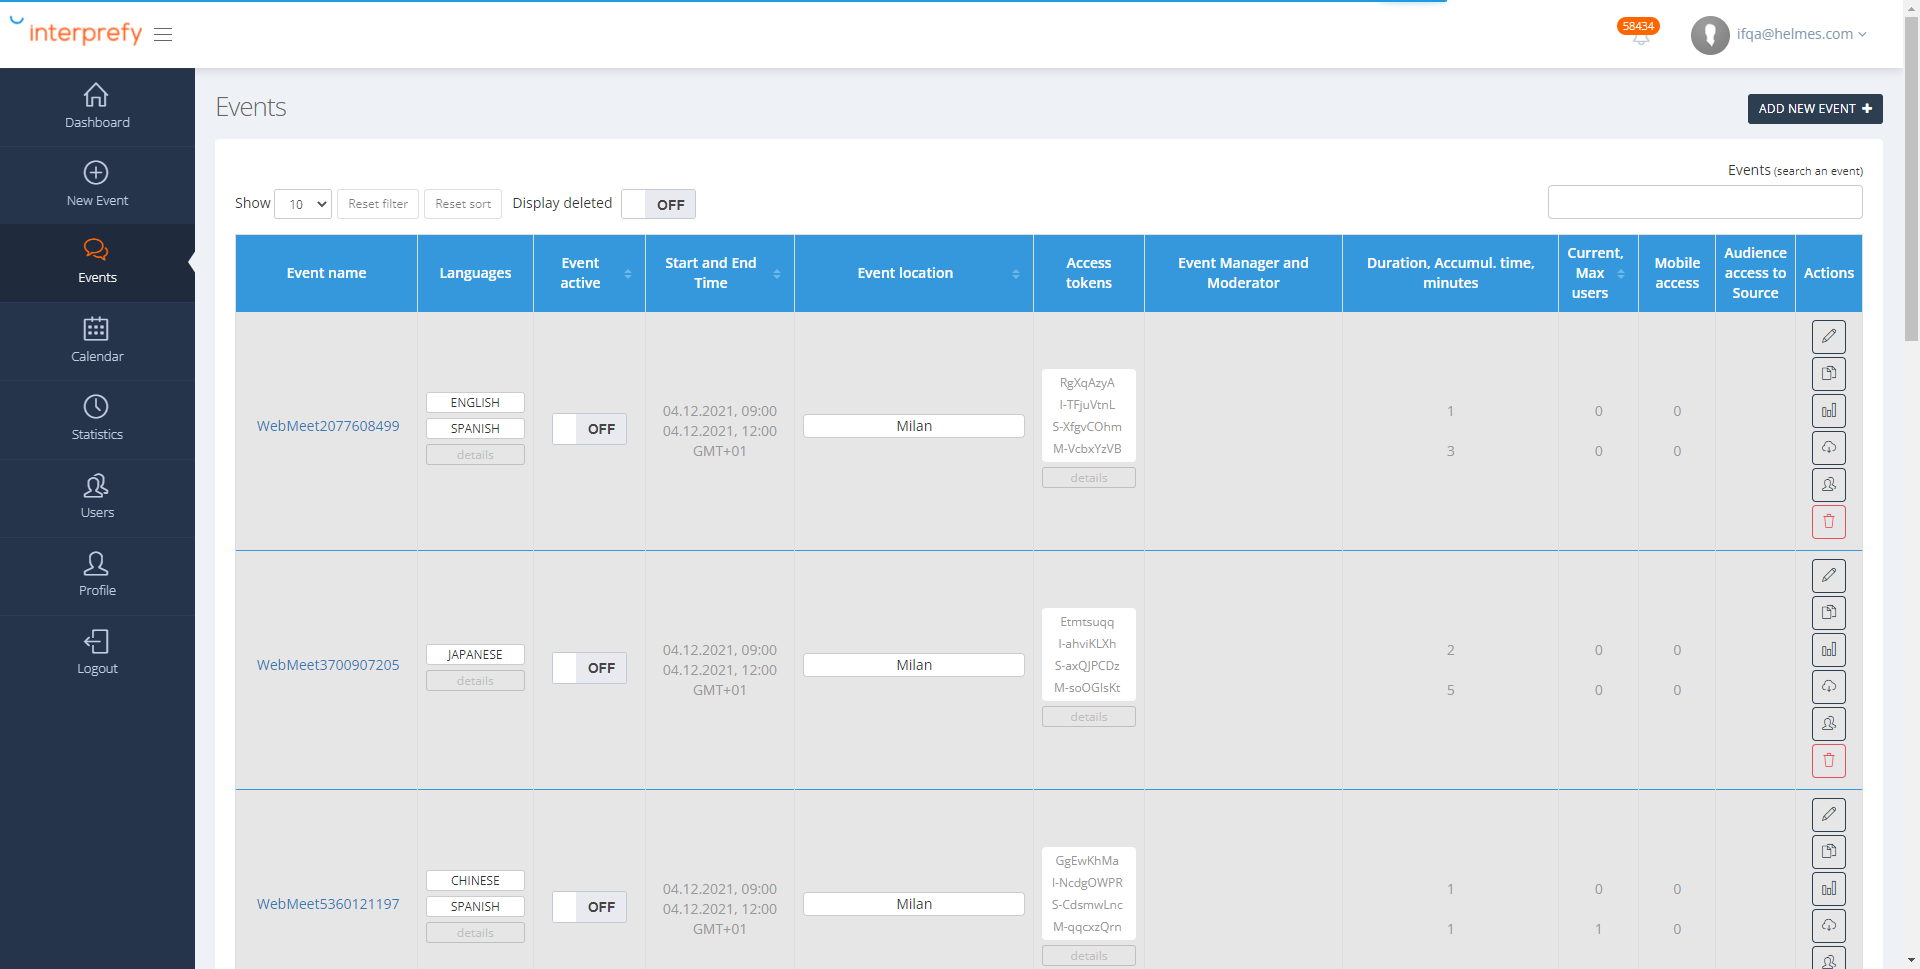 interprefy
58434
ifqa@helmes.com
Dashboard
New Event
Events
Calendar
Statistics
Users
Profile
Logout
Events
ADD NEW EVENT
Events (search an event)
Show 10 Reset filter Reset sort Display deleted OFF
Event name
Languages
Event active
Start and End Time
Event location
Access tokens
Event Manager and Moderator
Duration, Accumul. time, minutes
Current, Max users
Mobile access
Audience access to Source
Actions
WebMeet2077608499
ENGLISH
SPANISH
details
OFF
04.12.2021, 09:00
04.12.2021, 12:00
GMT+01
Milan
RgXqAzyA
I-TFjuVtnL
S-XfgvCOhm
M-VcbxYzVB
details
1
3
0
0
0
0
WebMeet3700907205
JAPANESE
details
OFF
04.12.2021, 09:00
04.12.2021, 12:00
GMT+01
Milan
Etmtsuqq
I-ahviKLXh
S-axQJPCDz
M-soOGlsKt
details
2
5
0
0
0
0
WebMeet5360121197
CHINESE
SPANISH
details
OFF
04.12.2021, 09:00
04.12.2021, 12:00
GMT+01
Milan
GgEwKhMa
I-NcdgOWPR
S-CdsmwLnc
M-qqcxzQrn
details
1
1
0
1
0
0